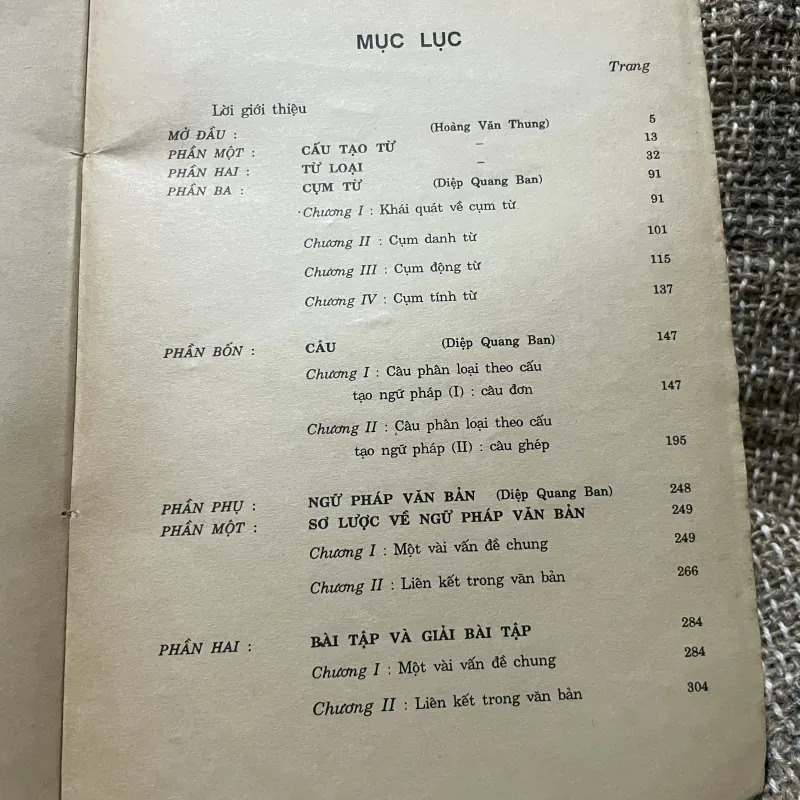 MỤC LỤC
Trang
Lời giới thiệu
MỞ ĐẦU : (Hoàng Văn Thung) 5
PHẦN MỘT : CẤU TẠO TỪ – 13
PHẦN HAI : TỪ LOẠI – 32
PHẦN BA : CỤM TỪ (Diệp Quang Ban) 91
Chương I : Khái quát về cụm từ 91
Chương II : Cụm danh từ 101
Chương III : Cụm động từ 115
Chương IV : Cụm tính từ 137
PHẦN BỐN : CÂU (Diệp Quang Ban) 147
Chương I : Câu phân loại theo cấu
tạo ngữ pháp (I) : câu đơn 147
Chương II : Câu phân loại theo cấu
tạo ngữ pháp (II) : câu ghép 195
PHẦN PHỤ : NGỮ PHÁP VĂN BẢN (Diệp Quang Ban) 248
PHẦN MỘT : SƠ LƯỢC VỀ NGỮ PHÁP VĂN BẢN 249
Chương I : Một vài vấn đề chung 249
Chương II : Liên kết trong văn bản 266
PHẦN HAI : BÀI TẬP VÀ GIẢI BÀI TẬP 284
Chương I : Một vài vấn đề chung 284
Chương II : Liên kết trong văn bản 304